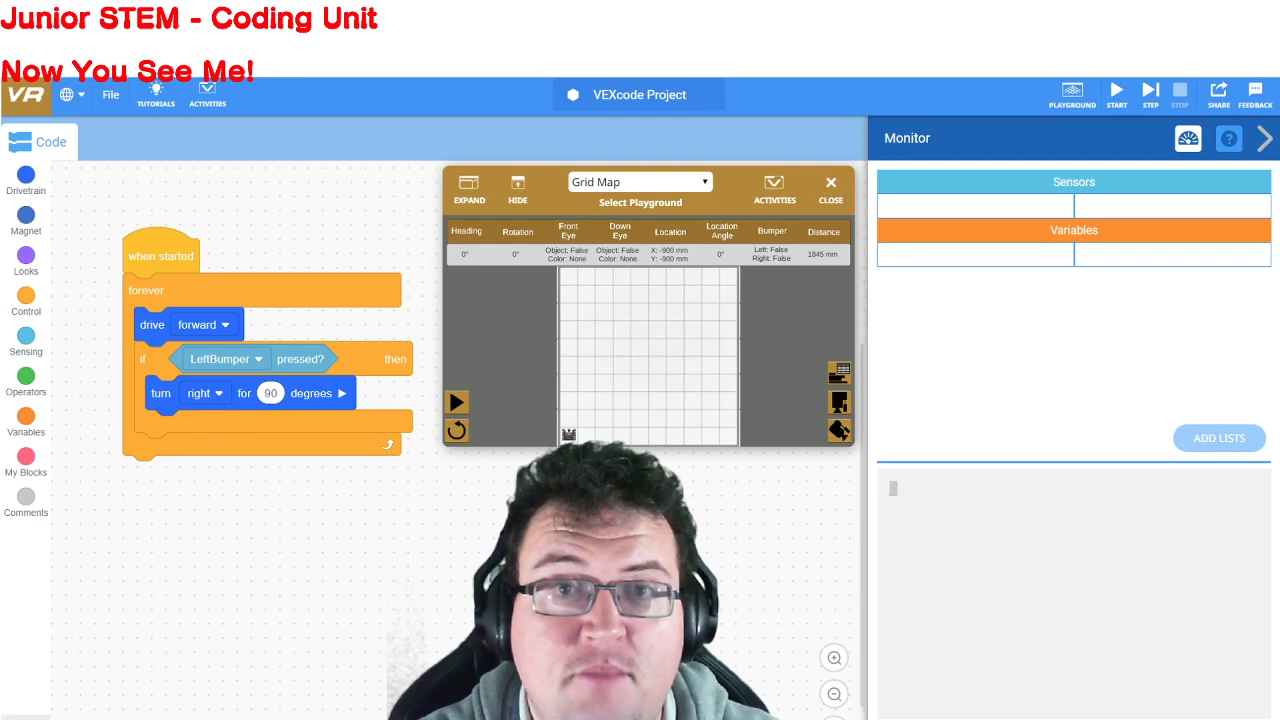 Junior STEM - Coding Unit
Now You See Me!
VR
File
TUTORIALS
ACTIVITIES
VEXcode Project
PLAYGROUND
START
STEP
STOP
SHARE
FEEDBACK
Code
Monitor
?
Drivetrain
Magnet
Looks
Control
Sensing
Operators
Variables
My Blocks
Comments
when started
forever
drive forward
if LeftBumper pressed? then
turn right for 90 degrees
EXPAND
HIDE
Grid Map
Select Playground
ACTIVITIES
CLOSE
Heading Rotation Front Eye Down Eye Location Location Angle Bumper Distance
0° 0° Object: False Color: None Object: False Color: None X: -900 mm Y: -900 mm 0° Left: False Right: False 1845 mm
Sensors
Variables
ADD LISTS